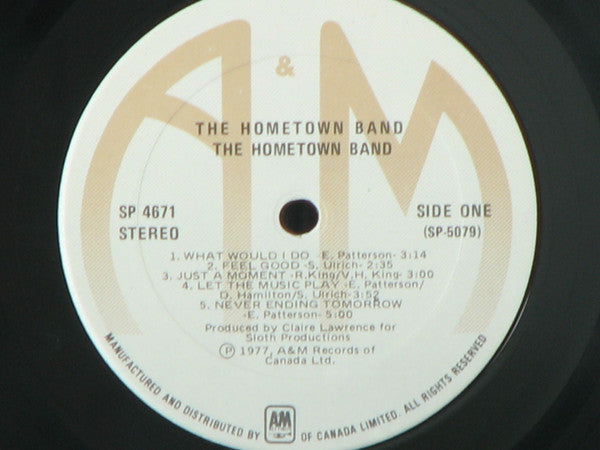 A & M
THE HOMETOWN BAND
THE HOMETOWN BAND
SP 4671
STEREO
SIDE ONE
(SP-5079)
1. WHAT WOULD I DO -E. Patterson- 3:14
2. FEEL GOOD -S. Ulrich- 2:35
3. JUST A MOMENT -R.King/V.H. King- 3:00
4. LET THE MUSIC PLAY -E. Patterson/
D. Hamilton/S. Ulrich- 3:52
5. NEVER ENDING TOMORROW
-E. Patterson- 5:00
Produced by Claire Lawrence for
Sloth Productions
Ⓟ 1977, A&M Records of
Canada Ltd.
MANUFACTURED AND DISTRIBUTED BY A&M RECORDS OF CANADA LIMITED. ALL RIGHTS RESERVED